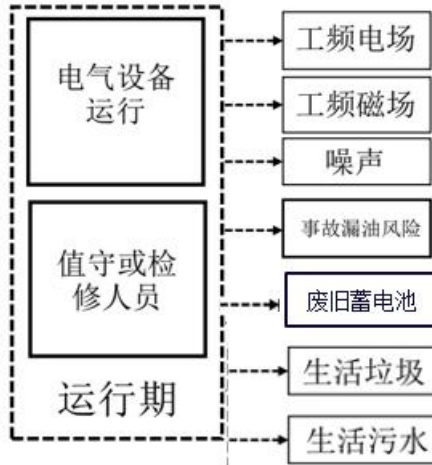 电气设备
运行
值守或检
修人员
运行期
工频电场
工频磁场
噪声
事故漏油风险
废旧蓄电池
生活垃圾
生活污水